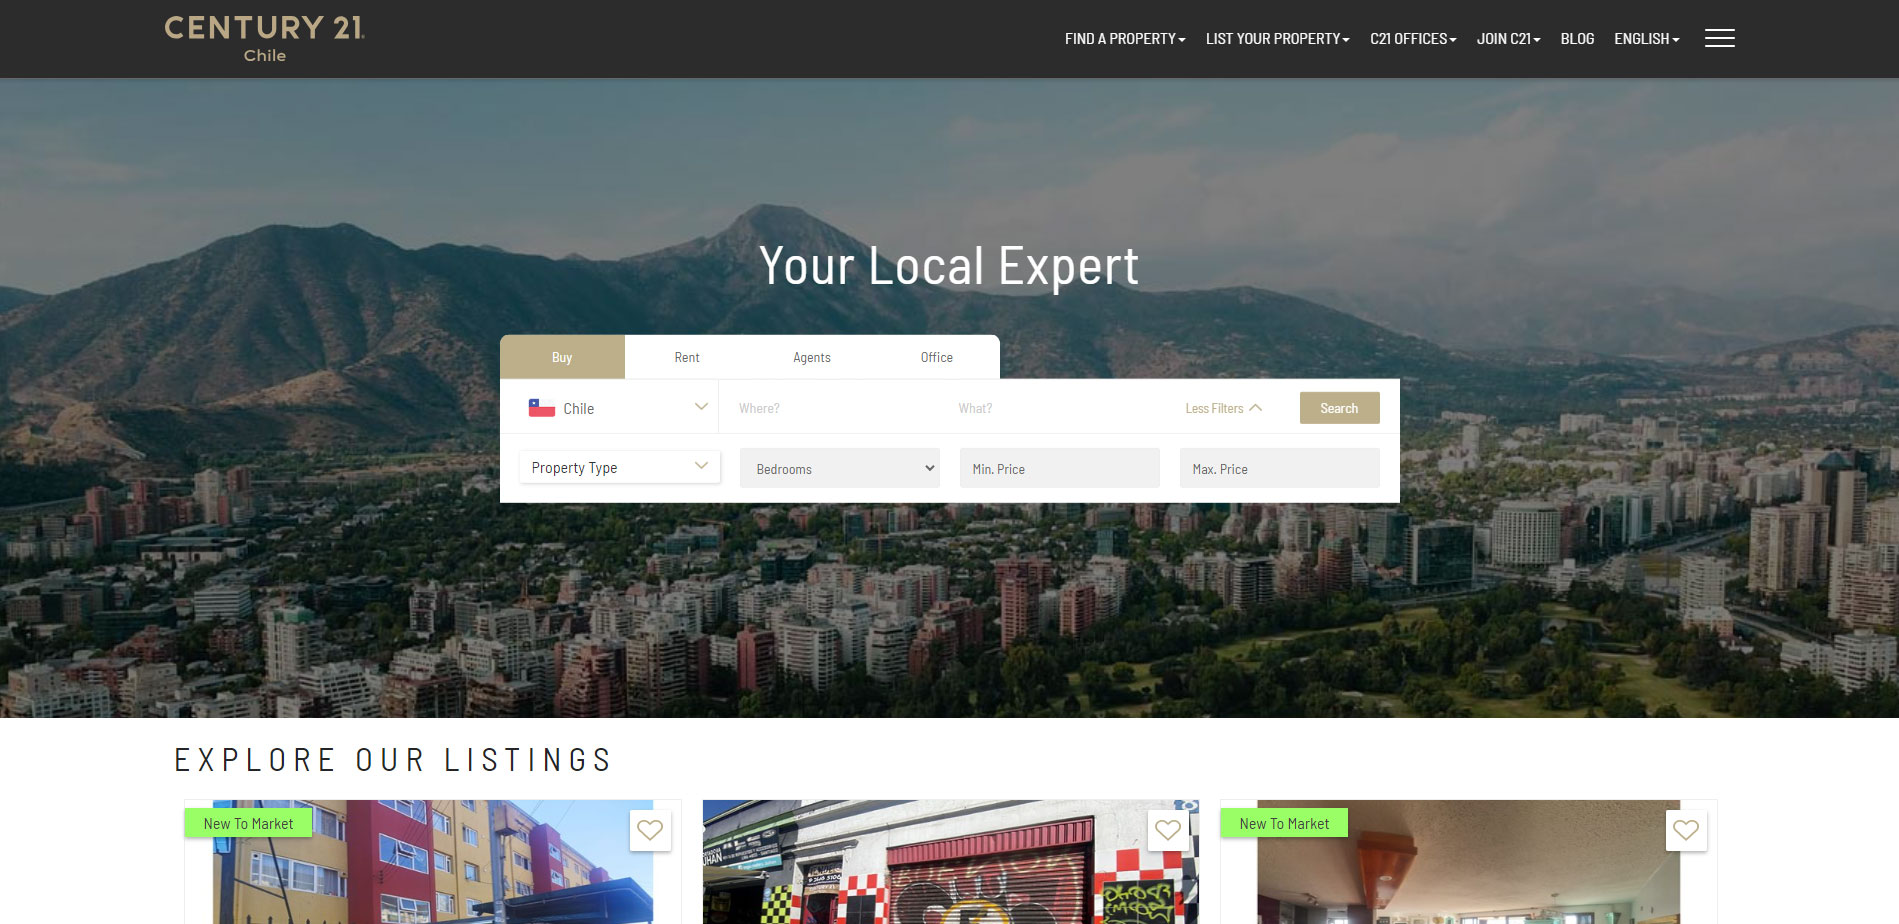 CENTURY 21
Chile
FIND A PROPERTY
LIST YOUR PROPERTY
C21 OFFICES
JOIN C21
BLOG
ENGLISH
Your Local Expert
Buy
Rent
Agents
Office
Chile
Where?
What?
Less Filters
Search
Property Type
Bedrooms
Min. Price
Max. Price
EXPLORE OUR LISTINGS
New To Market
New To Market